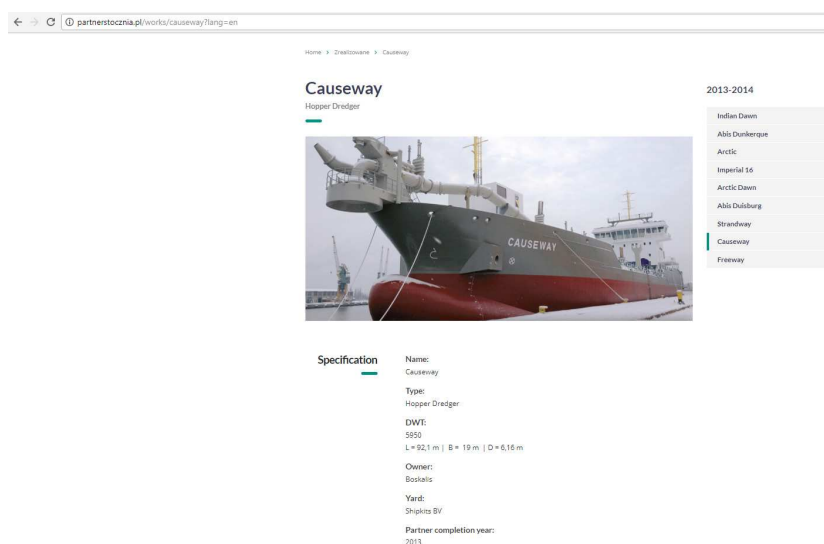 partnerstocznia.pl/works/causeway?lang=en
Home > Zrealizowane > Causeway
Causeway
Hopper Dredger
CAUSEWAY
Specification
Name:
Causeway
Type:
Hopper Dredger
DWT:
5950
L = 92,1 m | B = 19 m | D = 6,16 m
Owner:
Boskalis
Yard:
Shipkits BV
Partner completion year:
2013
2013-2014
Indian Dawn
Abis Dunkerque
Arctic
Imperial 16
Arctic Dawn
Abis Duisburg
Strandway
Causeway
Freeway